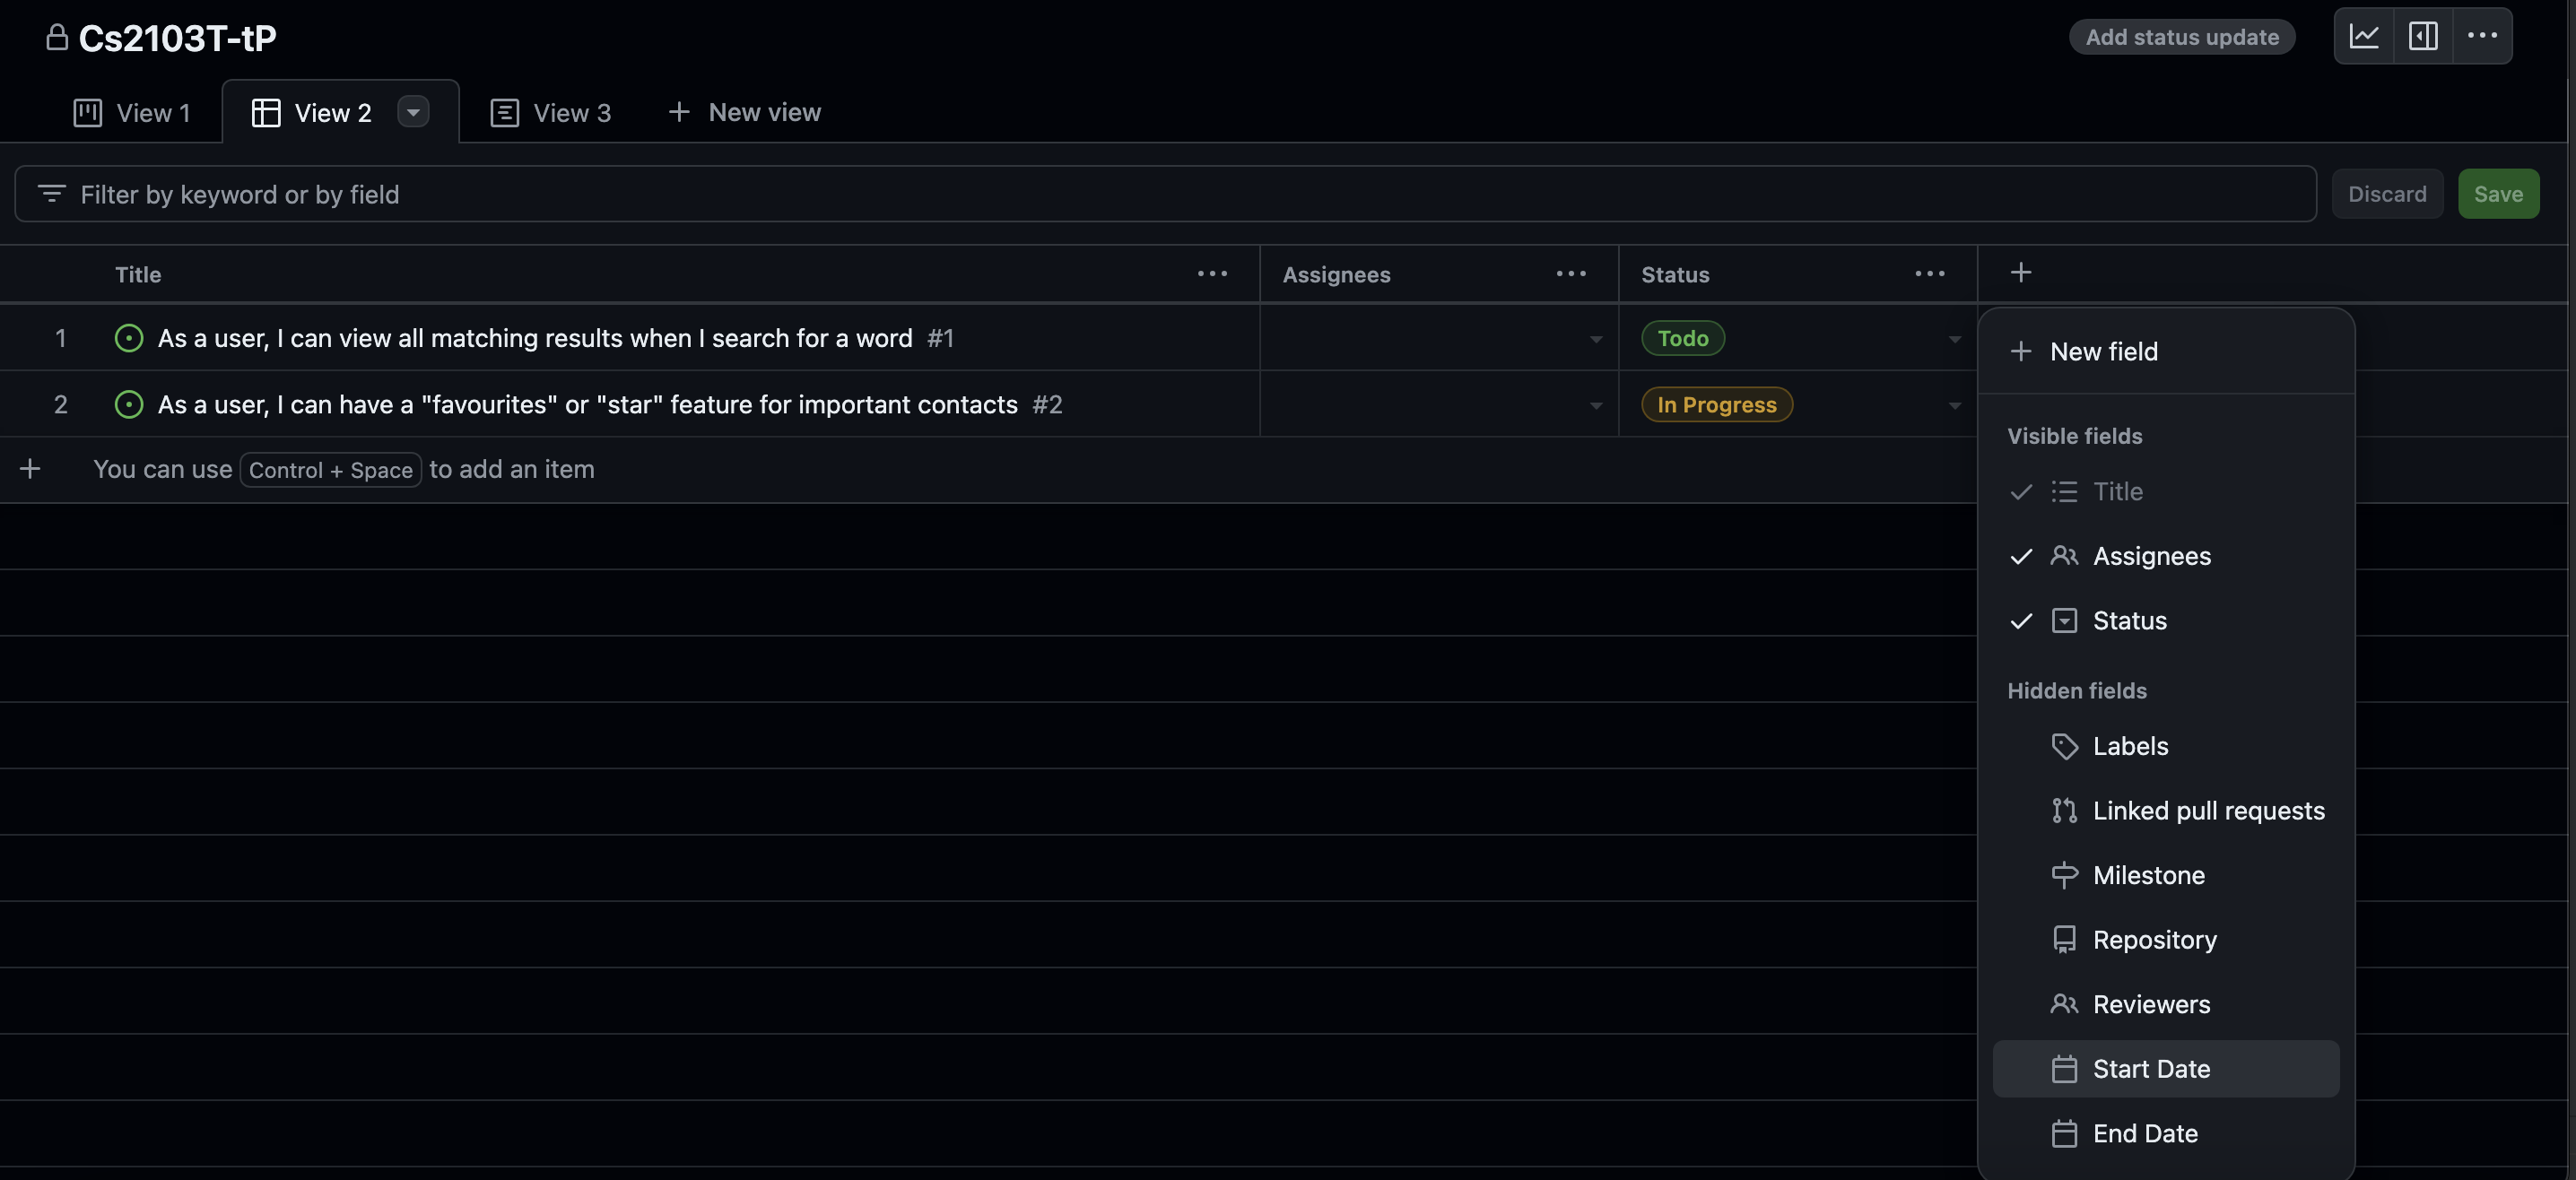 Cs2103T-tP
Add status update
View 1
View 2
View 3
New view
Filter by keyword or by field
Discard
Save
Title
Assignees
Status
1
As a user, I can view all matching results when I search for a word #1
Todo
2
As a user, I can have a "favourites" or "star" feature for important contacts #2
In Progress
You can use Control + Space to add an item
New field
Visible fields
Title
Assignees
Status
Hidden fields
Labels
Linked pull requests
Milestone
Repository
Reviewers
Start Date
End Date